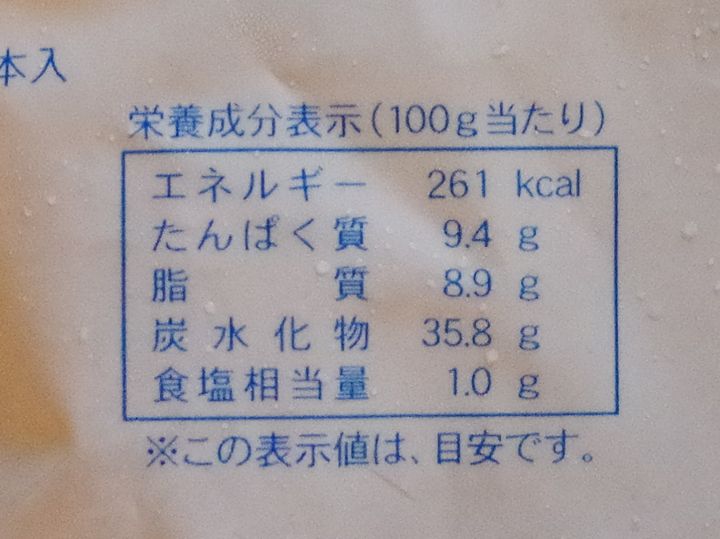 本入
栄養成分表示(100g当たり)
エネルギー 261 kcal
たんぱく質 9.4 g
脂質 8.9 g
炭水化物 35.8 g
食塩相当量 1.0 g
※この表示値は、目安です。